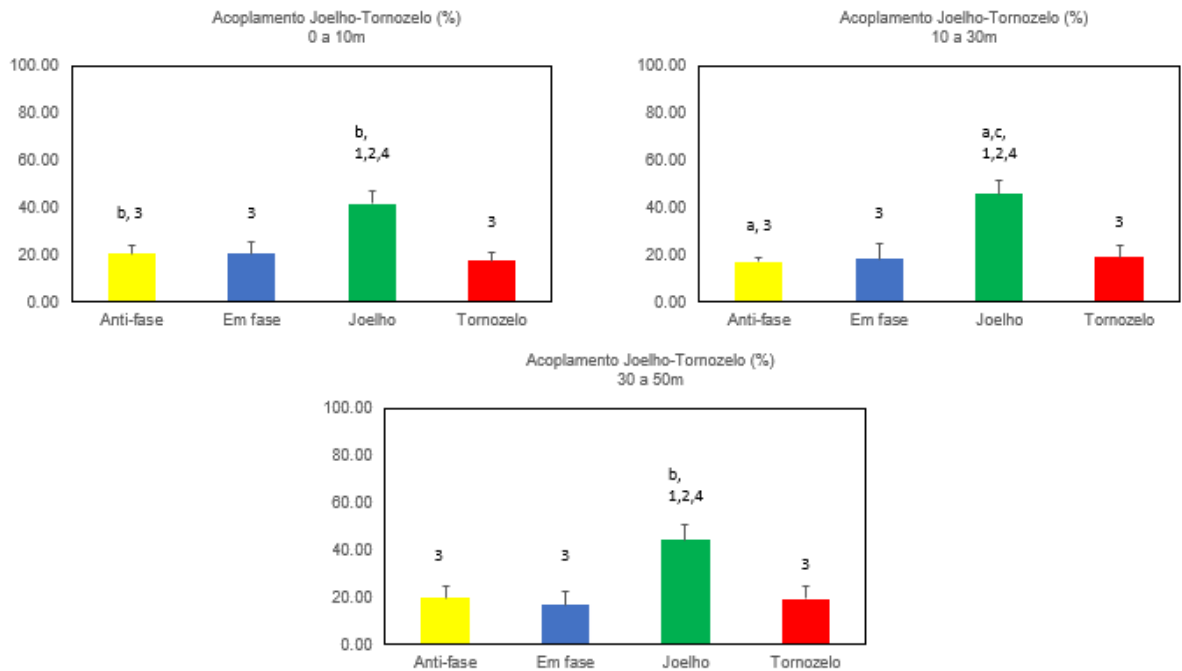 Acoplamento Joelho-Tornozelo (%)
0 a 10m
100.00
80.00
60.00
40.00
20.00
0.00
b,
1,2,4
b, 3
3
3
Anti-fase Em fase Joelho Tornozelo
Acoplamento Joelho-Tornozelo (%)
10 a 30m
100.00
80.00
60.00
40.00
20.00
0.00
a,c,
1,2,4
a, 3
3
3
Anti-fase Em fase Joelho Tornozelo
Acoplamento Joelho-Tornozelo (%)
30 a 50m
100.00
80.00
60.00
40.00
20.00
0.00
b,
1,2,4
3
3
3
Anti-fase Em fase Joelho Tornozelo